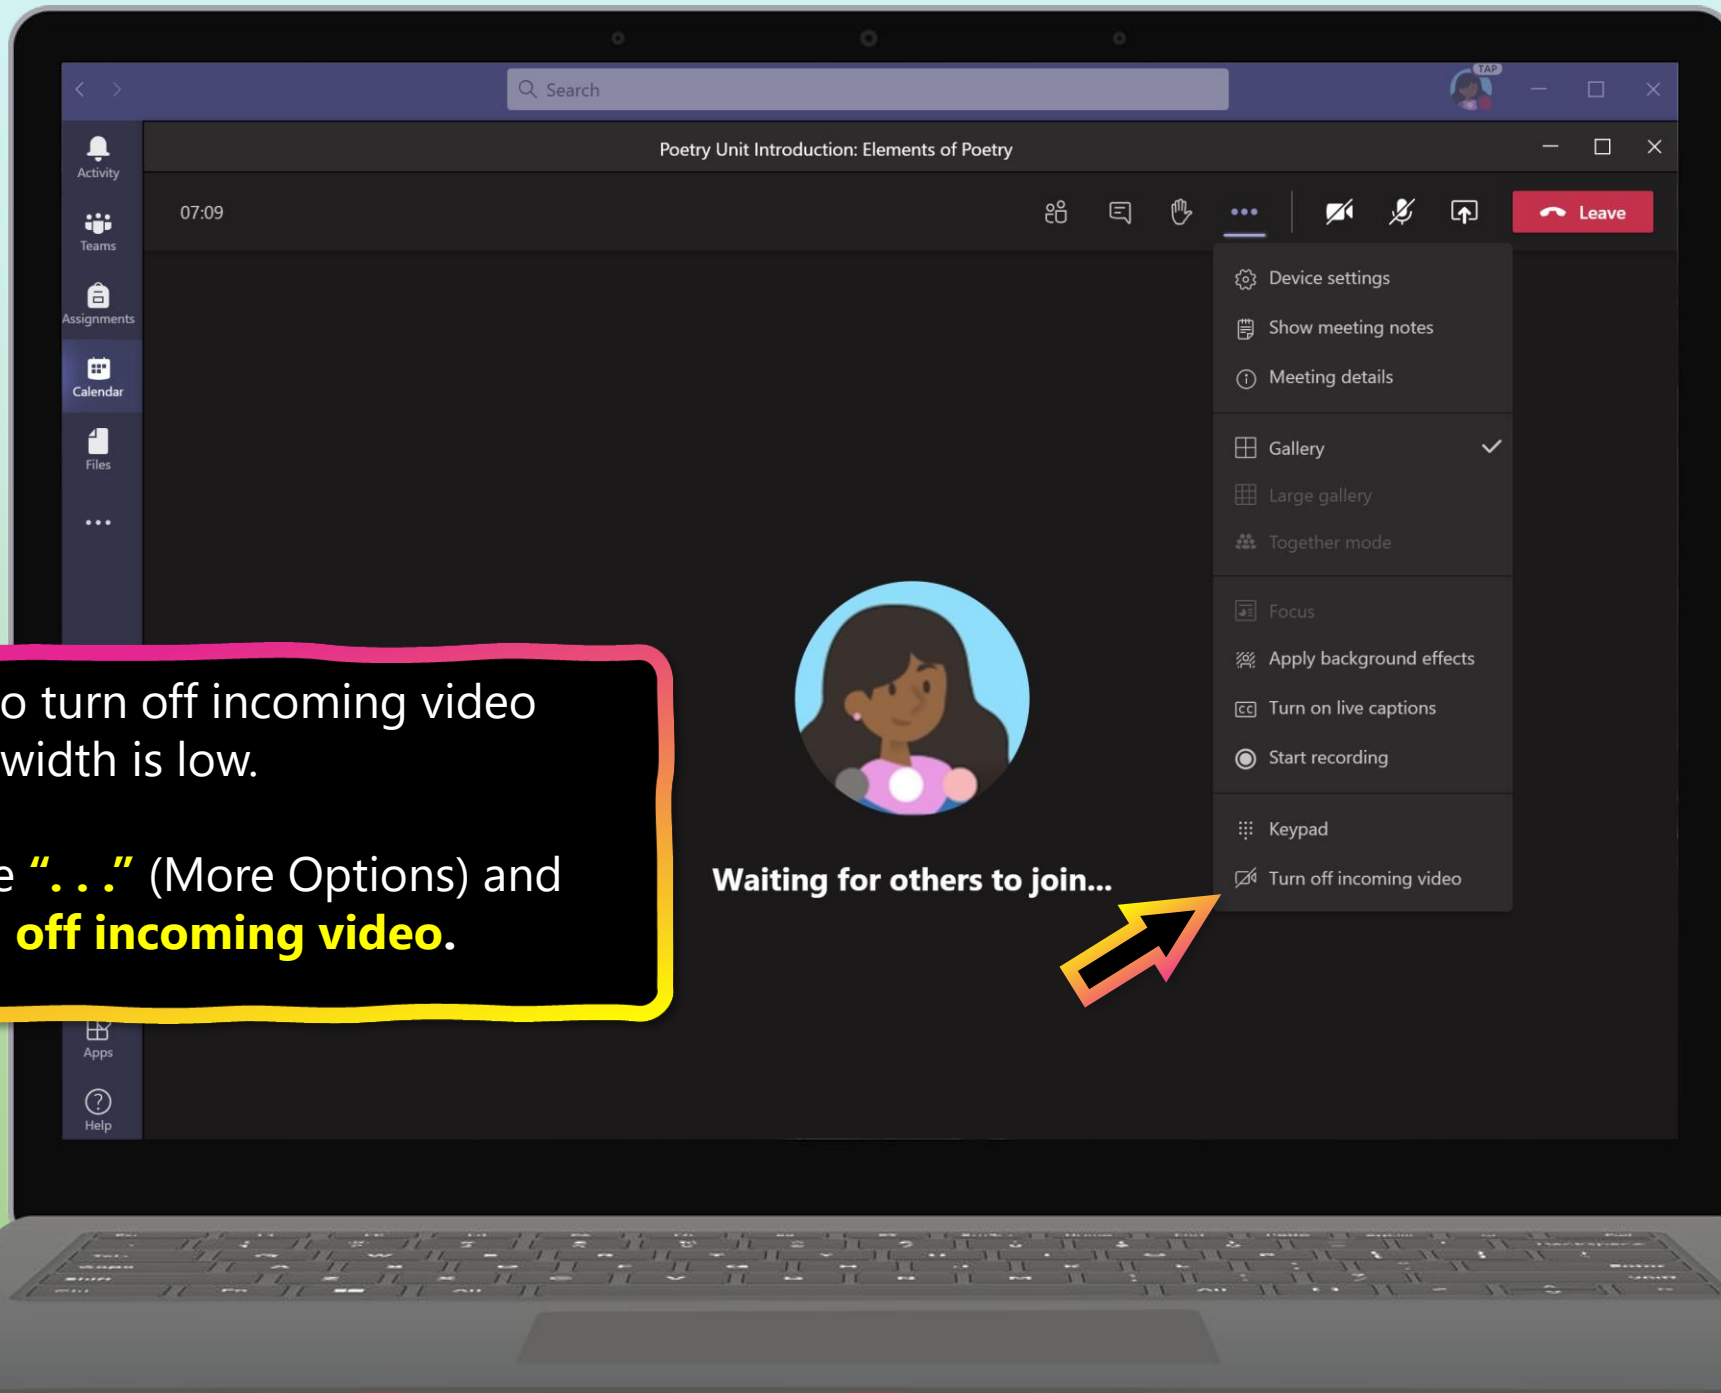 Search
TAP
Activity
Poetry Unit Introduction: Elements of Poetry
07:09
Leave
Teams
Assignments
Calendar
Files
Device settings
Show meeting notes
Meeting details
Gallery
Large gallery
Together mode
Focus
Apply background effects
CC Turn on live captions
Start recording
Keypad
Turn off incoming video
o turn off incoming video
width is low.
e “. . .” (More Options) and
off incoming video.
Waiting for others to join...
Apps
Help